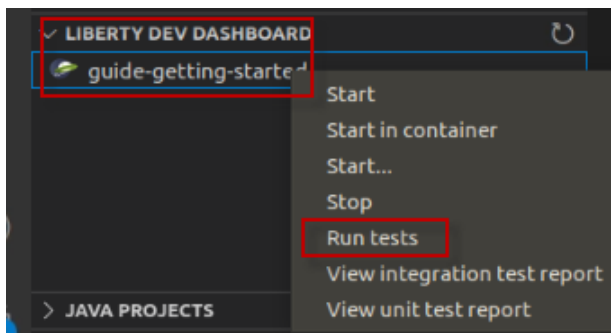 LIBERTY DEV DASHBOARD
guide-getting-started
Start
Start in container
Start...
Stop
Run tests
View integration test report
JAVA PROJECTS
View unit test report